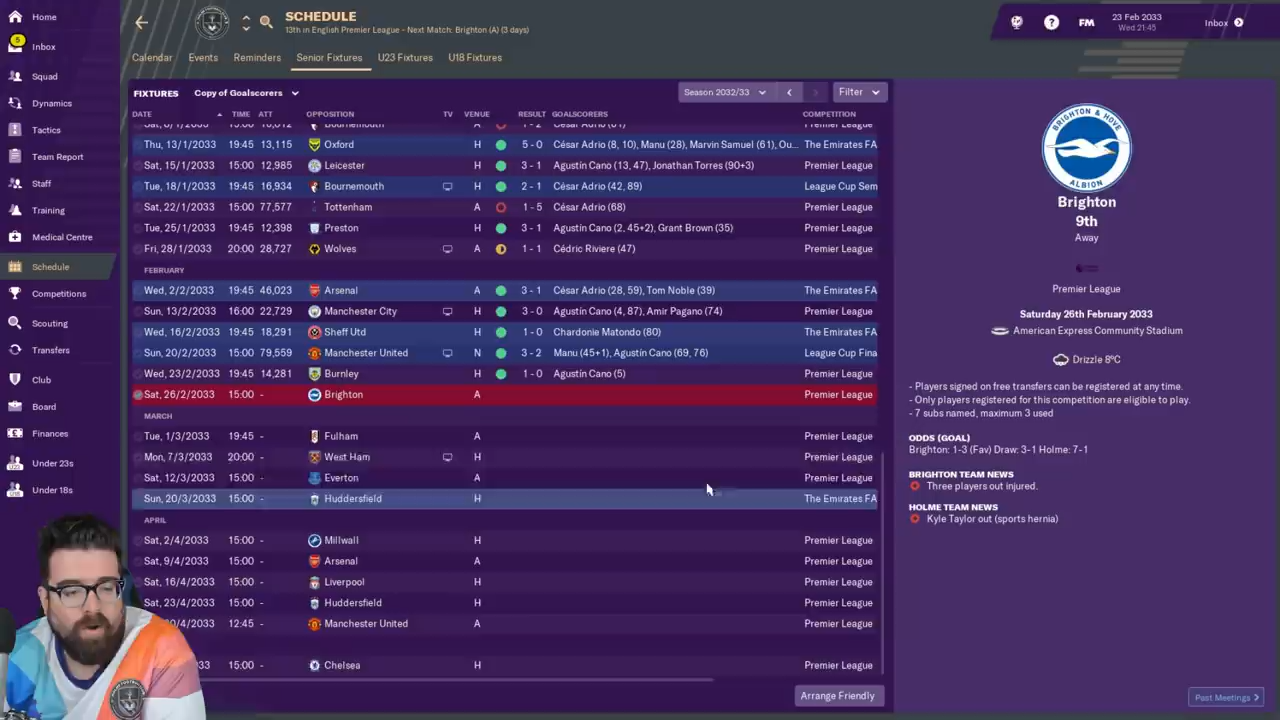 Home
5
Inbox
Squad
Dynamics
Tactics
Team Report
Staff
Training
Medical Centre
Schedule
Competitions
Scouting
Transfers
Club
Board
Finances
Under 23s
Under 18s
SCHEDULE
13th in English Premier League - Next Match: Brighton (A) (3 days)
FM
23 Feb 2033
Wed 21:45
Inbox
Calendar Events Reminders Senior Fixtures U23 Fixtures U18 Fixtures
FIXTURES Copy of Goalscorers Season 2032/33 Filter
DATE TIME ATT OPPOSITION TV VENUE RESULT GOALSCORERS COMPETITION
Bournemouth A 1 - 2 César Adrio Premier League
Thu, 13/1/2033 19:45 13,115 Oxford H 5 - 0 César Adrio (8, 10), Manu (28), Marvin Samuel (61), Ou... The Emirates FA
Sat, 15/1/2033 15:00 12,985 Leicester H 3 - 1 Agustín Cano (13, 47), Jonathan Torres (90+3) Premier League
Tue, 18/1/2033 19:45 16,934 Bournemouth H 2 - 1 César Adrio (42, 89) League Cup Sem
Sat, 22/1/2033 15:00 77,577 Tottenham A 1 - 5 César Adrio (68) Premier League
Tue, 25/1/2033 19:45 12,398 Preston H 3 - 1 Agustín Cano (2, 45+2), Grant Brown (35) Premier League
Fri, 28/1/2033 20:00 28,727 Wolves A 1 - 1 Cédric Riviere (47) Premier League
FEBRUARY
Wed, 2/2/2033 19:45 46,023 Arsenal A 3 - 1 César Adrio (28, 59), Tom Noble (39) The Emirates FA
Sun, 13/2/2033 16:00 22,729 Manchester City H 3 - 0 Agustín Cano (4, 87), Amir Pagano (74) Premier League
Wed, 16/2/2033 19:45 18,291 Sheff Utd H 1 - 0 Chardonie Matondo (80) The Emirates FA
Sun, 20/2/2033 15:00 79,559 Manchester United N 3 - 2 Manu (45+1), Agustín Cano (69, 76) League Cup Fina
Wed, 23/2/2033 19:45 14,281 Burnley H 1 - 0 Agustín Cano (5) Premier League
Sat, 26/2/2033 15:00 - Brighton A Premier League
MARCH
Tue, 1/3/2033 19:45 - Fulham A Premier League
Mon, 7/3/2033 20:00 - West Ham H Premier League
Sat, 12/3/2033 15:00 - Everton A Premier League
Sun, 20/3/2033 15:00 - Huddersfield H The Emirates FA
APRIL
Sat, 2/4/2033 15:00 - Millwall H Premier League
Sat, 9/4/2033 15:00 - Arsenal A Premier League
Sat, 16/4/2033 15:00 - Liverpool H Premier League
Sat, 23/4/2033 15:00 - Huddersfield H Premier League
0/4/2033 12:45 - Manchester United A Premier League
33 15:00 - Chelsea H Premier League
Arrange Friendly
BRIGHTON & HOVE
ALBION
Brighton
9th
Away
Premier League
Saturday 26th February 2033
American Express Community Stadium
Drizzle 8ºC
- Players signed on free transfers can be registered at any time.
- Only players registered for this competition are eligible to play.
- 7 subs named, maximum 3 used
ODDS (GOAL)
Brighton: 1-3 (Fav) Draw: 3-1 Holme: 7-1
BRIGHTON TEAM NEWS
Three players out injured.
HOLME TEAM NEWS
Kyle Taylor out (sports hernia)
Past Meetings